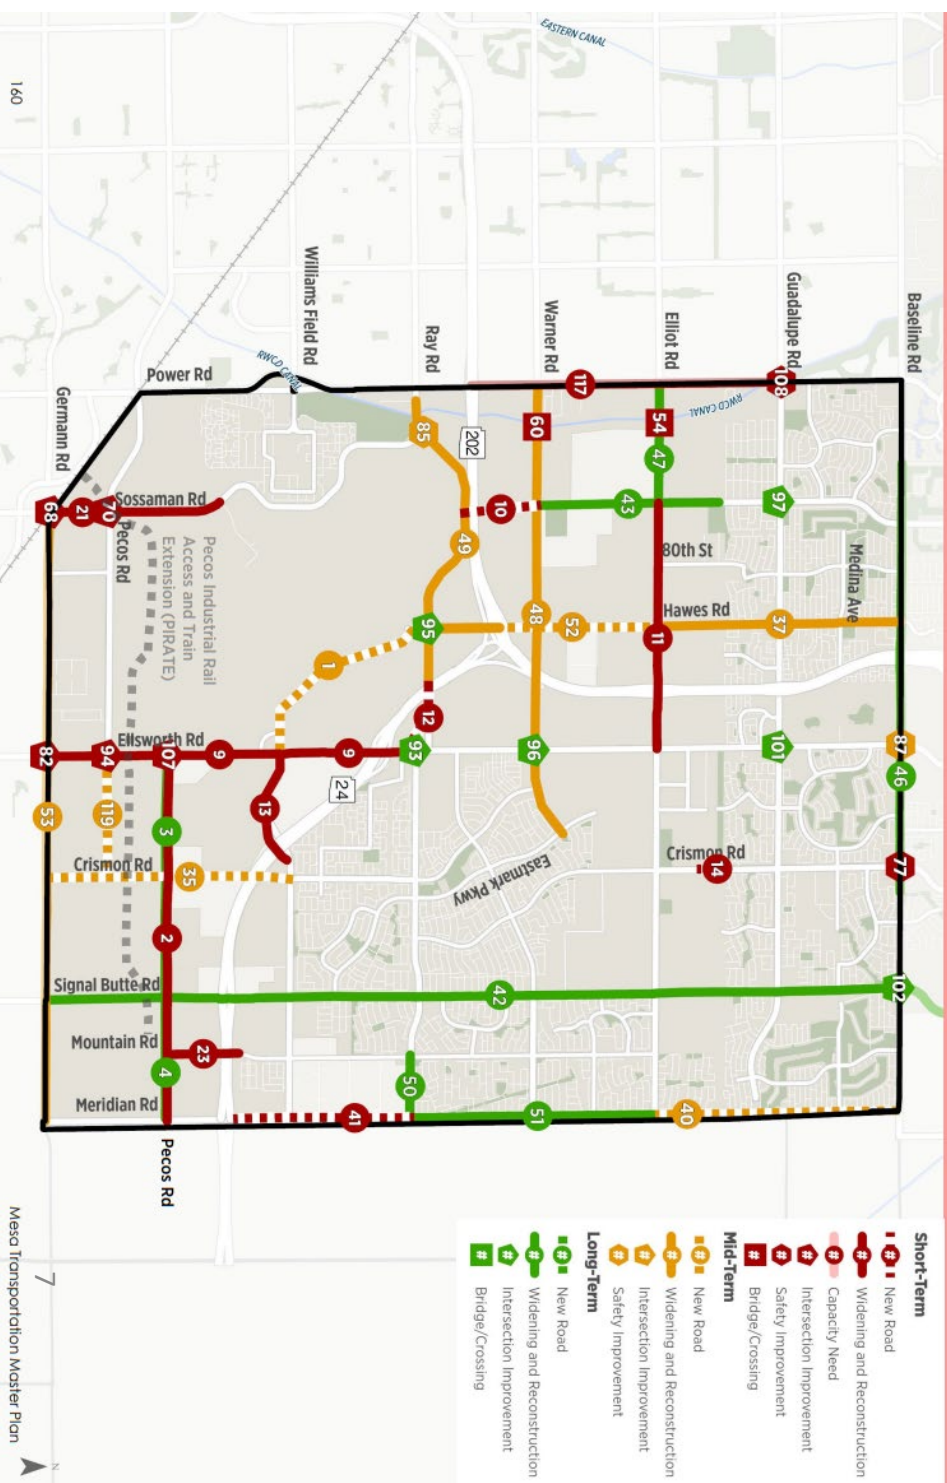 Short-Term
# New Road
# Widening and Reconstruction
# Capacity Need
# Intersection Improvement
# Safety Improvement
# Bridge/Crossing
Mid-Term
# New Road
# Widening and Reconstruction
# Intersection Improvement
# Safety Improvement
Long-Term
# New Road
# Widening and Reconstruction
# Intersection Improvement
# Bridge/Crossing
EASTERN CANAL
Baseline Rd
Guadalupe Rd
Elliot Rd
Warner Rd
Ray Rd
Williams Field Rd
Power Rd
Germann Rd
RWCD CANAL
RWCD CANAL
108
117
54
60
47
85
202
97
43
10
49
Sossaman Rd
70
21
68
Pecos Rd
80th St
Medina Ave
Hawes Rd
37
11
52
48
95
1
Pecos Industrial Rail
Access and Train
Extension (PIRATE)
12
87
46
101
96
93
9
9
Ellsworth Rd
107
94
82
24
13
3
119
53
77
Crismon Rd
14
Eastmark Pkwy
35
Crismon Rd
2
102
42
Signal Butte Rd
Mountain Rd
23
50
4
Meridian Rd
40
51
41
Pecos Rd
160
7
Mesa Transportation Master Plan
N